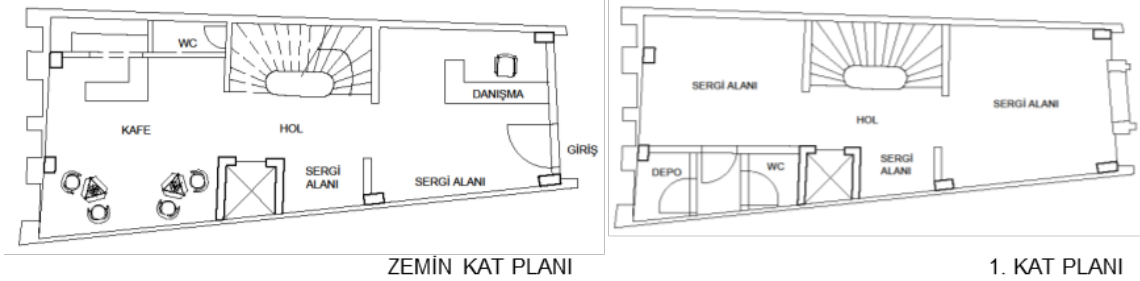 WC
DANIŞMA
KAFE
HOL
GİRİŞ
SERGİ
ALANI
SERGİ ALANI
ZEMİN KAT PLANI
SERGİ ALANI
SERGİ ALANI
HOL
SERGİ
ALANI
DEPO
WC
1. KAT PLANI